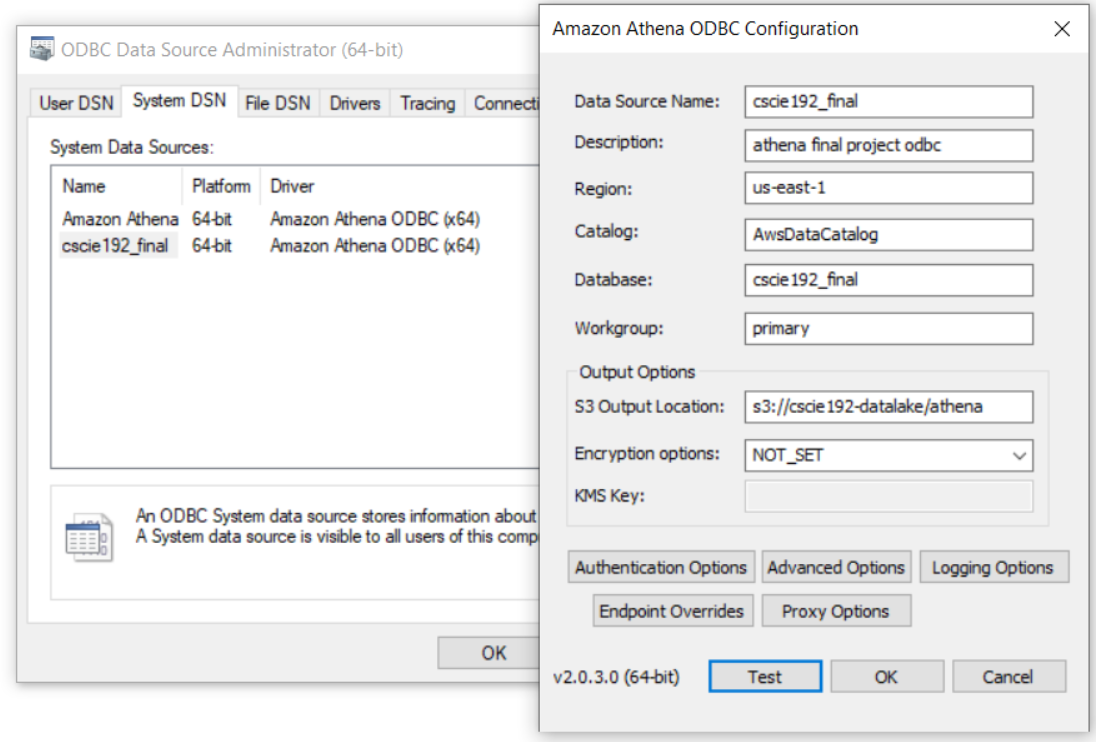 ODBC Data Source Administrator (64-bit)
User DSN System DSN File DSN Drivers Tracing Connecti
System Data Sources:
Name Platform Driver
Amazon Athena 64-bit Amazon Athena ODBC (x64)
cscie192_final 64-bit Amazon Athena ODBC (x64)
An ODBC System data source stores information about
A System data source is visible to all users of this comp
OK
Amazon Athena ODBC Configuration
Data Source Name: cscie192_final
Description: athena final project odbc
Region: us-east-1
Catalog: AwsDataCatalog
Database: cscie192_final
Workgroup: primary
Output Options
S3 Output Location: s3://cscie192-datalake/athena
Encryption options: NOT_SET
KMS Key:
Authentication Options Advanced Options Logging Options
Endpoint Overrides Proxy Options
v2.0.3.0 (64-bit) Test OK Cancel